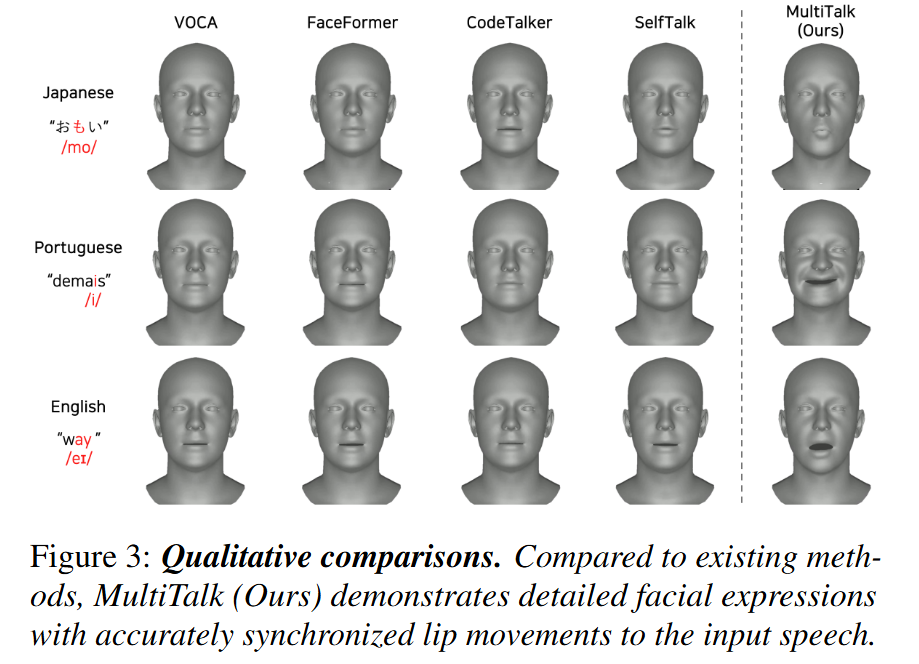 VOCA FaceFormer CodeTalker SelfTalk MultiTalk
(Ours)
Japanese
“おもい”
/mo/
Portuguese
“demais”
/i/
English
“way ”
/eɪ/
Figure 3: Qualitative comparisons. Compared to existing meth-
ods, MultiTalk (Ours) demonstrates detailed facial expressions
with accurately synchronized lip movements to the input speech.